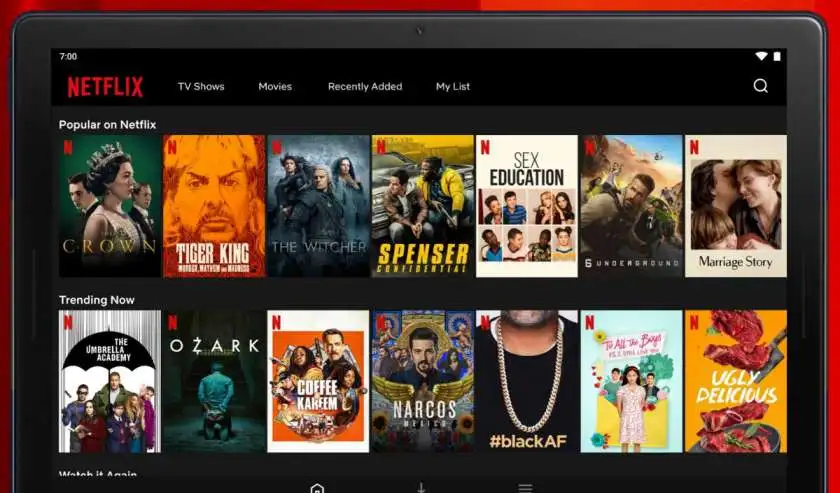 7:00
NETFLIX
TV Shows
Movies
Recently Added
My List
Popular on Netflix
N
CROWN
N
TIGER KING
MURDER, MAYHEM AND MADNESS
N
THE WITCHER
N
SPENSER
CONFIDENTIAL
N
SEX
EDUCATION
N
6 UNDERGROUND
N
Marriage Story
Trending Now
N
THE
UMBRELLA
ACADEMY
N
OZARK
N
COFFEE
&
KAREEM
N
NARCOS
MEXICO
N
#blackAF
N
To All the Boys
P.S. I STILL LOVE YOU
N
UGLY
DELICIOUS
Watch it Again